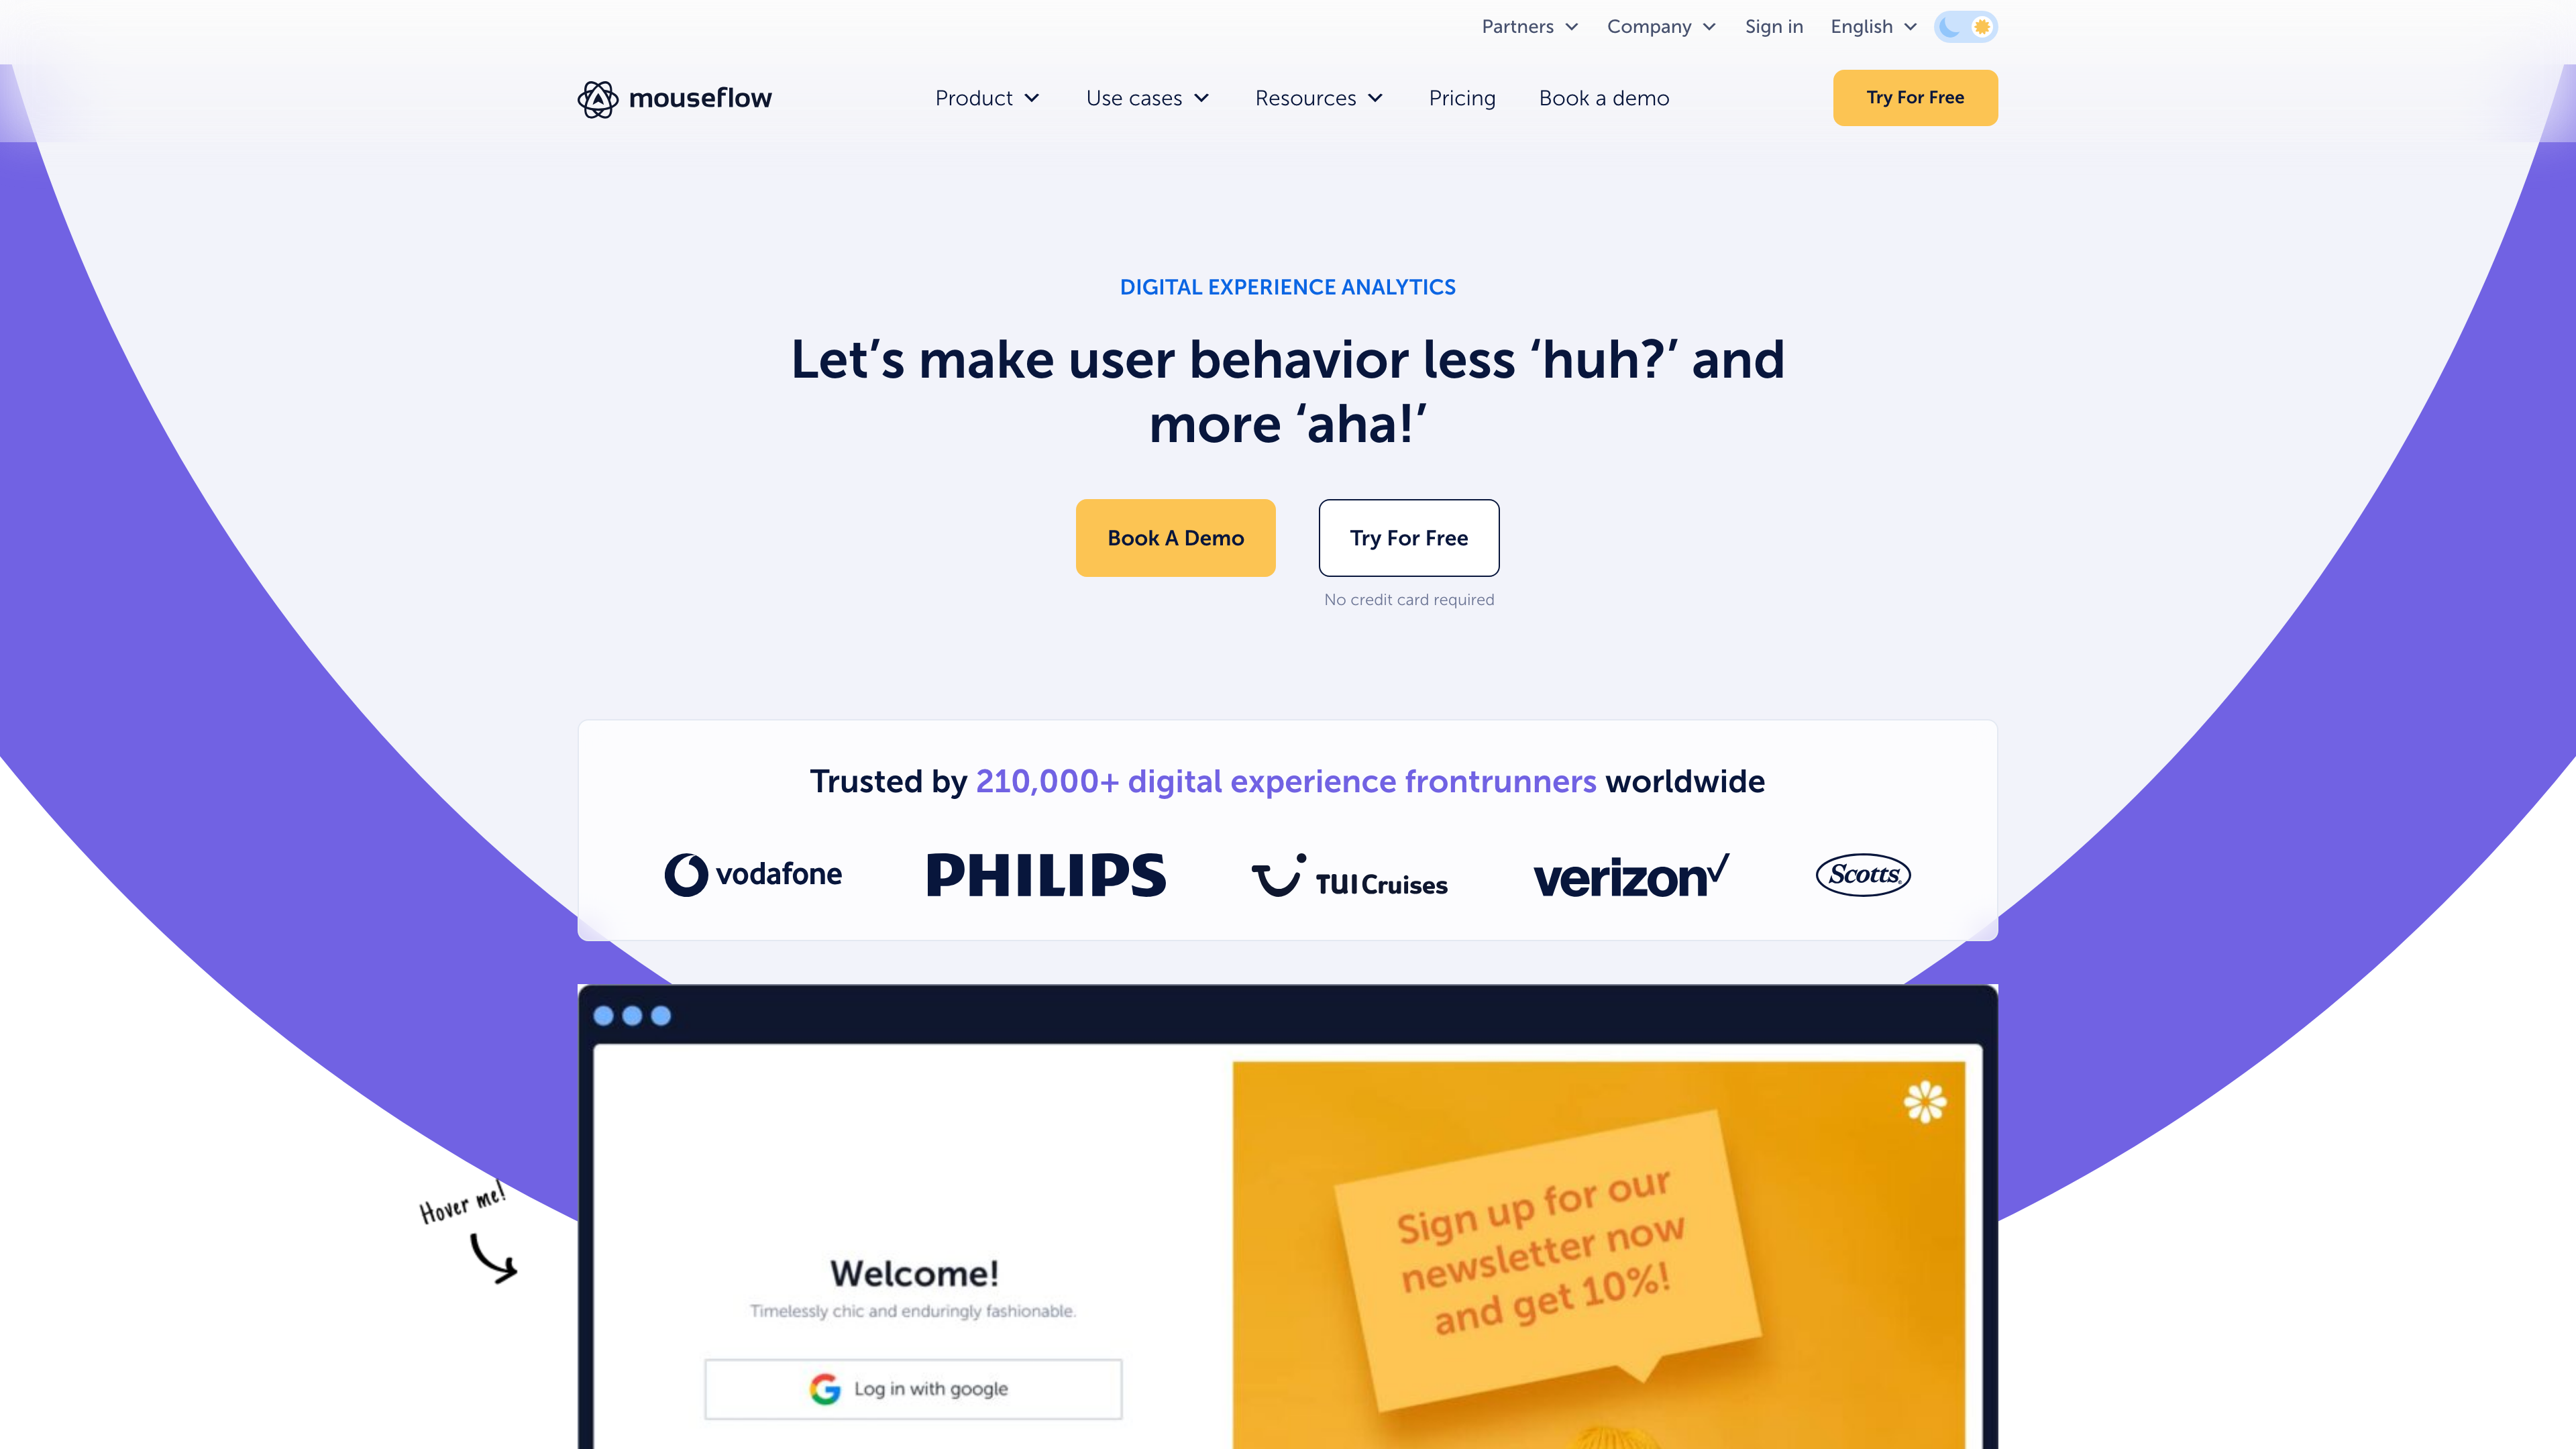 Partners
Company
Sign in
English
mouseflow
Product
Use cases
Resources
Pricing
Book a demo
Try For Free
DIGITAL EXPERIENCE ANALYTICS
Let’s make user behavior less ‘huh?’ and
more ‘aha!’
Book A Demo
Try For Free
No credit card required
Trusted by 210,000+ digital experience frontrunners worldwide
vodafone
PHILIPS
TUI Cruises
verizon
Scotts
Hover me!
Welcome!
Timelessly chic and enduringly fashionable.
Log in with google
Sign up for our
newsletter now
and get 10%!